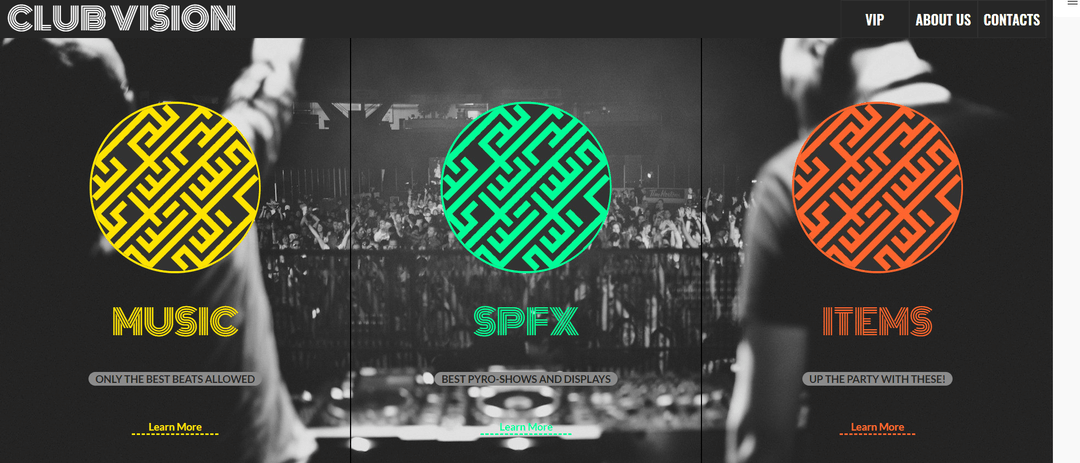 CLUB VISION
VIP
ABOUT US
CONTACTS
MUSIC
SPFX
ITEMS
ONLY THE BEST BEATS ALLOWED
BEST PYRO-SHOWS AND DISPLAYS
UP THE PARTY WITH THESE!
Learn More
Learn More
Learn More